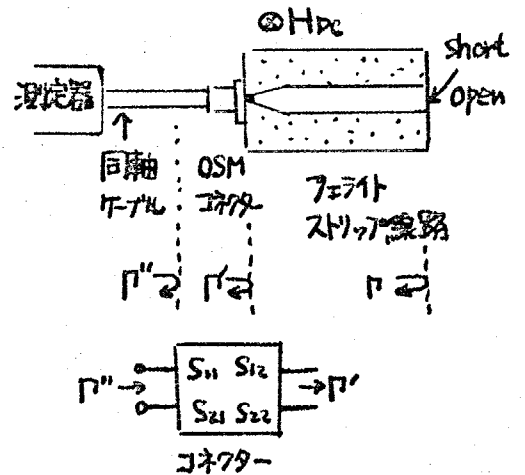 ⊗HDC
short
測定器
open
同軸
ケーブル
OSM
コネクター
フェライト
ストリップ線路
Γ''
Γ'
Γ
Γ'' → S11 S12 → Γ'
S21 S22
コネクター